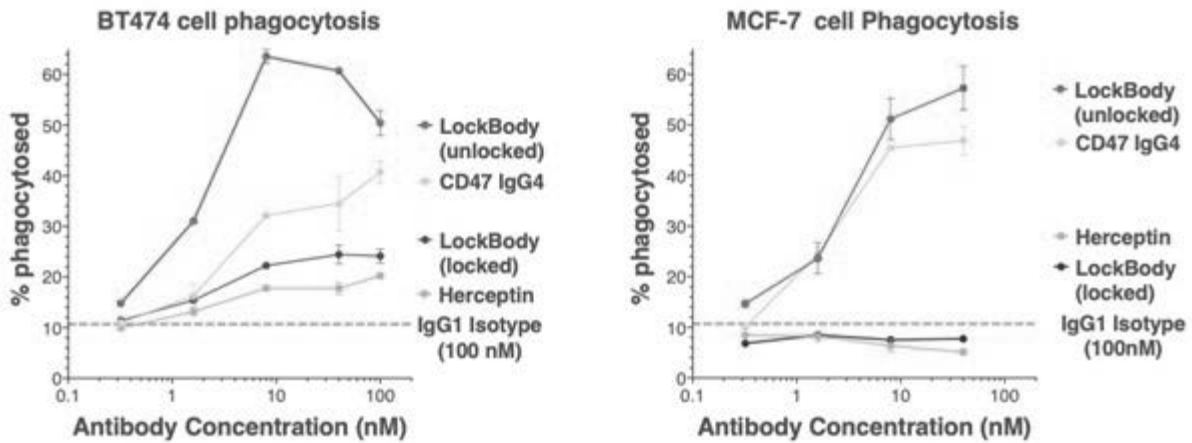 BT474 cell phagocytosis
% phagocytosed
60
50
40
30
20
10
0
0.1
1
10
100
Antibody Concentration (nM)
LockBody
(unlocked)
CD47 IgG4
LockBody
(locked)
Herceptin
IgG1 Isotype
(100 nM)
MCF-7 cell Phagocytosis
% phagocytosed
60
50
40
30
20
10
0
0.1
1
10
100
Antibody Concentration (nM)
LockBody
(unlocked)
CD47 IgG4
Herceptin
LockBody
(locked)
IgG1 Isotype
(100nM)